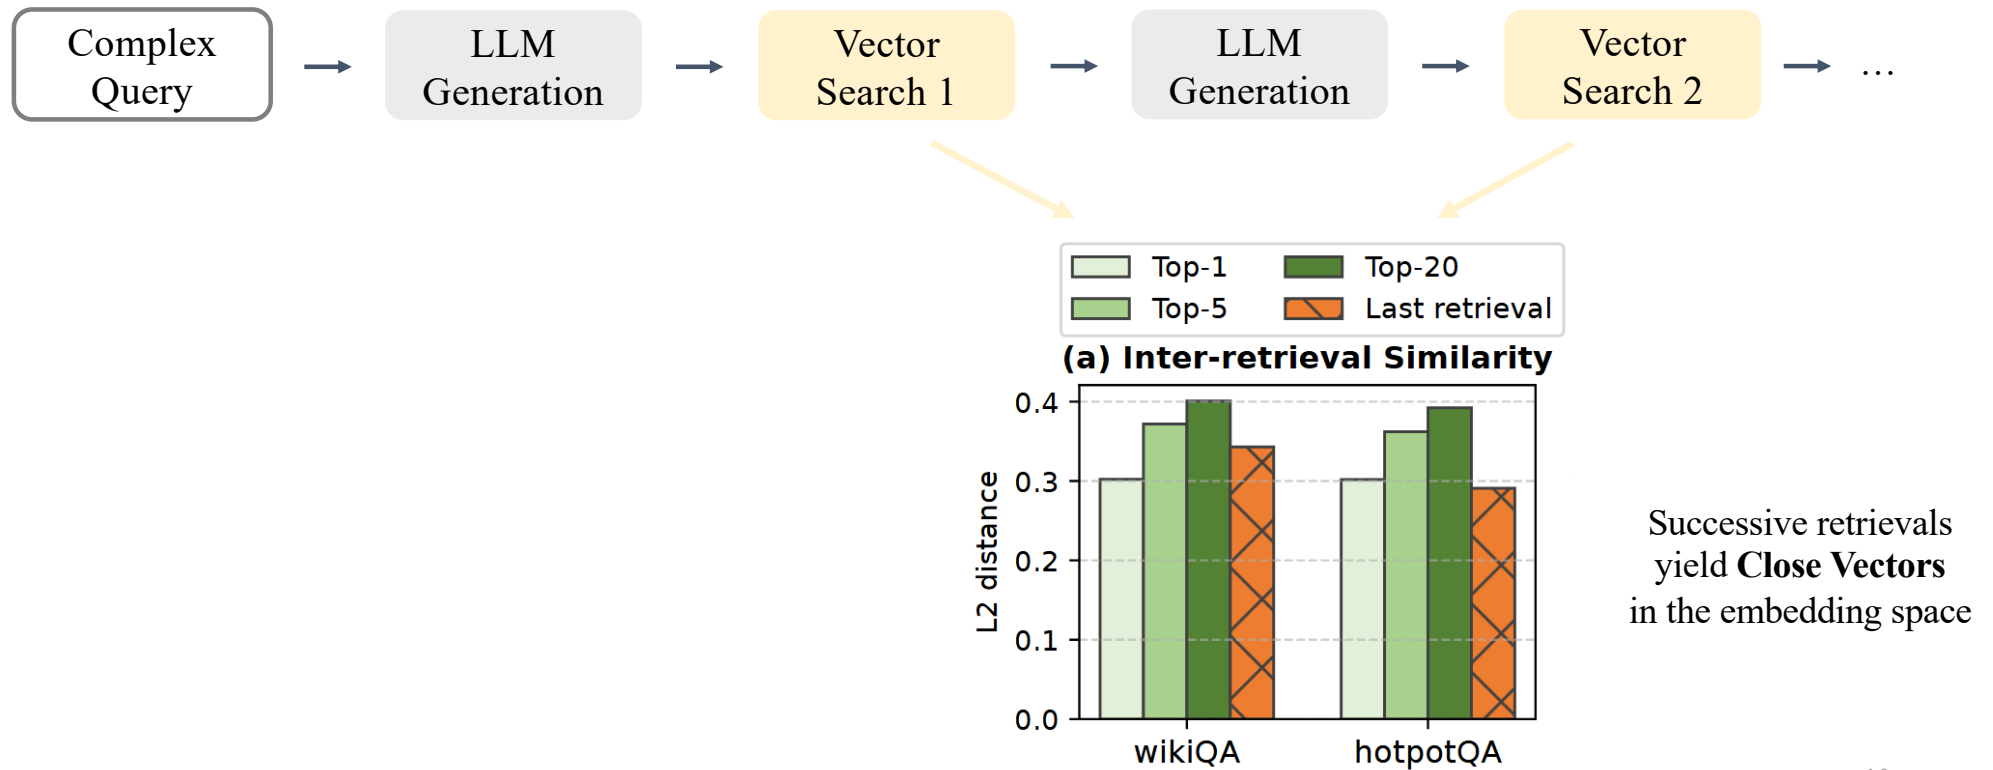 Complex
Query
LLM
Generation
Vector
Search 1
LLM
Generation
Vector
Search 2
...
Top-1
Top-20
Top-5
Last retrieval
(a) Inter-retrieval Similarity
0.4
0.3
0.2
0.1
0.0
L2 distance
wikiQA
hotpotQA
Successive retrievals
yield Close Vectors
in the embedding space